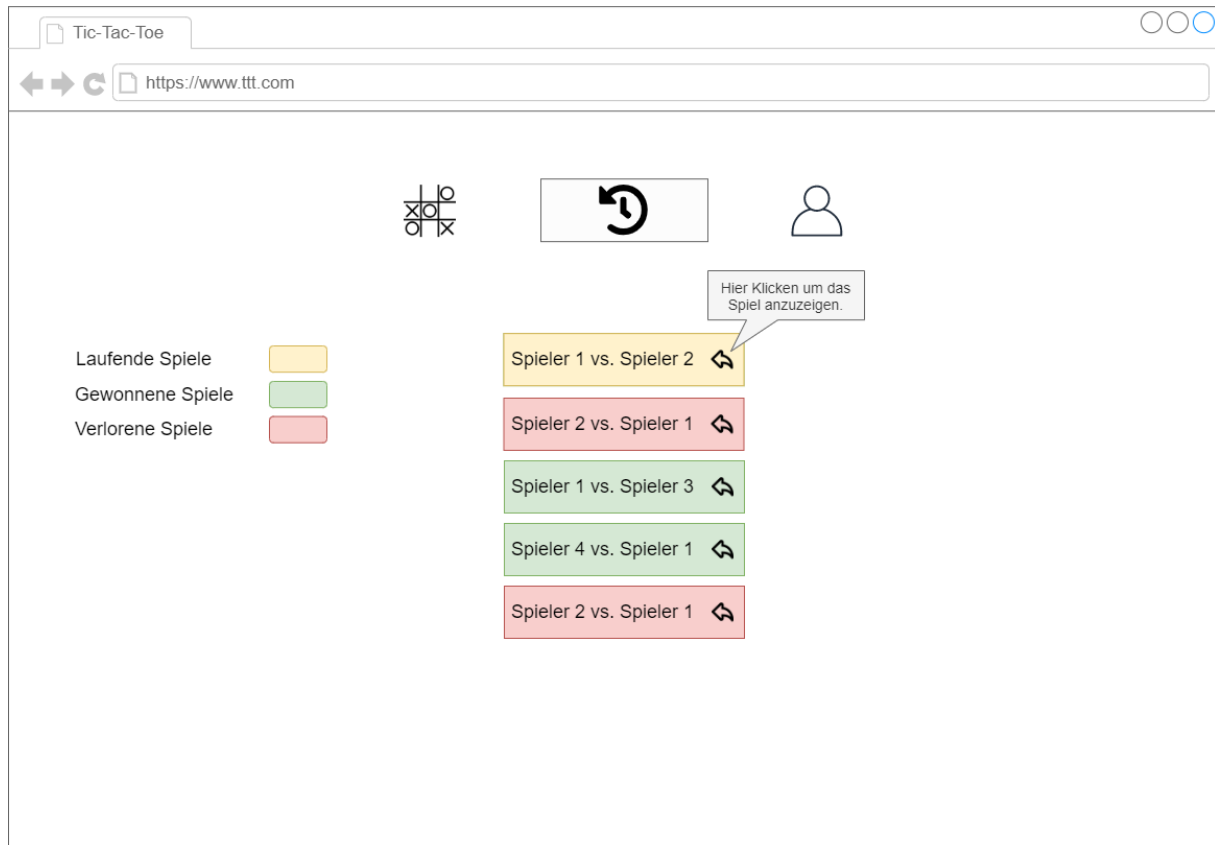 Tic-Tac-Toe
https://www.ttt.com
Hier Klicken um das
Spiel anzuzeigen.
Laufende Spiele
Gewonnene Spiele
Verlorene Spiele
Spieler 1 vs. Spieler 2
Spieler 2 vs. Spieler 1
Spieler 1 vs. Spieler 3
Spieler 4 vs. Spieler 1
Spieler 2 vs. Spieler 1